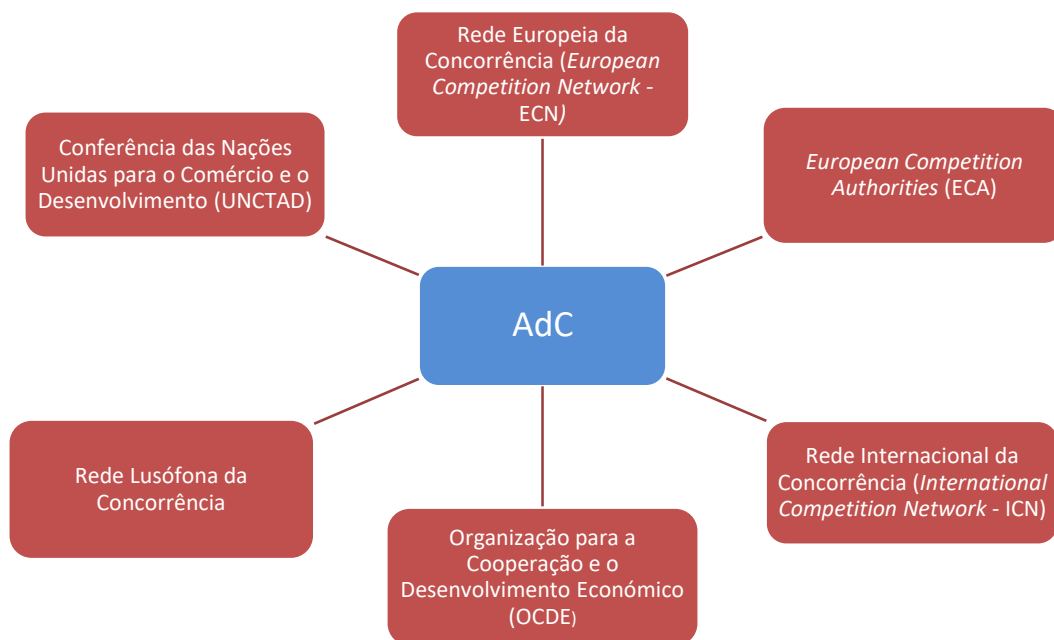 Rede Europeia da
Concorrência (European
Competition Network -
ECN)
Conferência das Nações
Unidas para o Comércio e o
Desenvolvimento (UNCTAD)
European Competition
Authorities (ECA)
AdC
Rede Lusófona da
Concorrência
Rede Internacional da
Concorrência (International
Competition Network - ICN)
Organização para a
Cooperação e o
Desenvolvimento Económico
(OCDE)